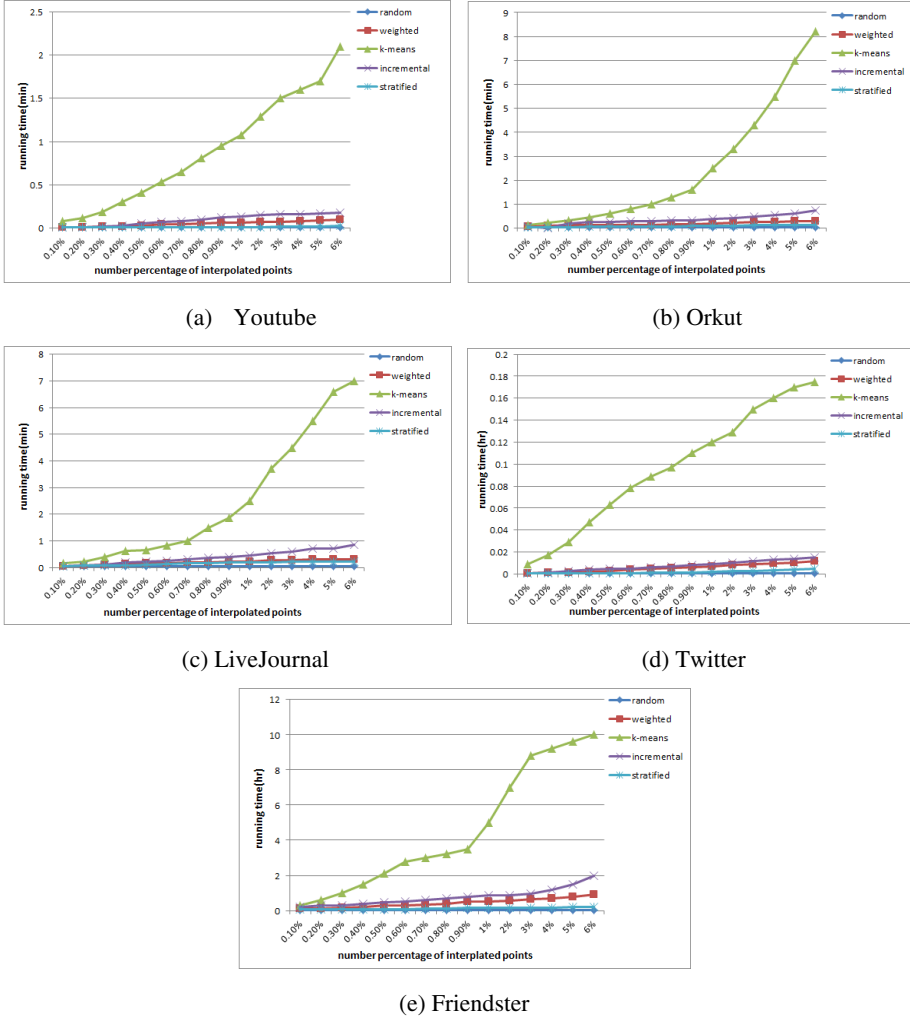 random
weighted
k-means
incremental
stratified
running time(min)
2.5
2
1.5
1
0.5
0
0.10% 0.20% 0.30% 0.40% 0.50% 0.60% 0.70% 0.80% 0.90% 1% 2% 3% 4% 5% 6%
number percentage of interpolated points
(a) Youtube
random
weighted
k-means
incremental
stratified
running time(min)
9
8
7
6
5
4
3
2
1
0
0.10% 0.20% 0.30% 0.40% 0.50% 0.60% 0.70% 0.80% 0.90% 1% 2% 3% 4% 5% 6%
number percentage of interpolated points
(b) Orkut
random
weighted
k-means
incremental
stratified
running time(min)
8
7
6
5
4
3
2
1
0
0.10% 0.20% 0.30% 0.40% 0.50% 0.60% 0.70% 0.80% 0.90% 1% 2% 3% 4% 5% 6%
number percentage of interplated points
(c) LiveJournal
random
weighted
k-means
incremental
stratified
running time(hr)
0.2
0.18
0.16
0.14
0.12
0.1
0.08
0.06
0.04
0.02
0
0.10% 0.20% 0.30% 0.40% 0.50% 0.60% 0.70% 0.80% 0.90% 1% 2% 3% 4% 5% 6%
number percentage of interplated points
(d) Twitter
random
weighted
k-means
incremental
stratified
running time(hr)
12
10
8
6
4
2
0
0.10% 0.20% 0.30% 0.40% 0.50% 0.60% 0.70% 0.80% 0.90% 1% 2% 3% 4% 5% 6%
number percentage of interplated points
(e) Friendster